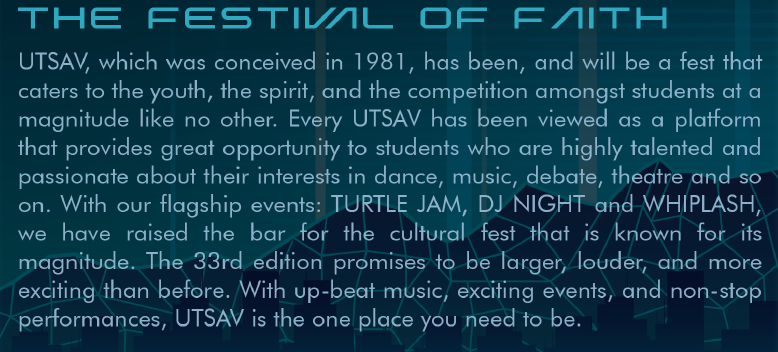 THE FESTIVAL OF FAITH
UTSAV, which was conceived in 1981, has been, and will be a fest that
caters to the youth, the spirit, and the competition amongst students at a
magnitude like no other. Every UTSAV has been viewed as a platform
that provides great opportunity to students who are highly talented and
passionate about their interests in dance, music, debate, theatre and so
on. With our flagship events: TURTLE JAM, DJ NIGHT and WHIPLASH,
we have raised the bar for the cultural fest that is known for its
magnitude. The 33rd edition promises to be larger, louder, and more
exciting than before. With up-beat music, exciting events, and non-stop
performances, UTSAV is the one place you need to be.